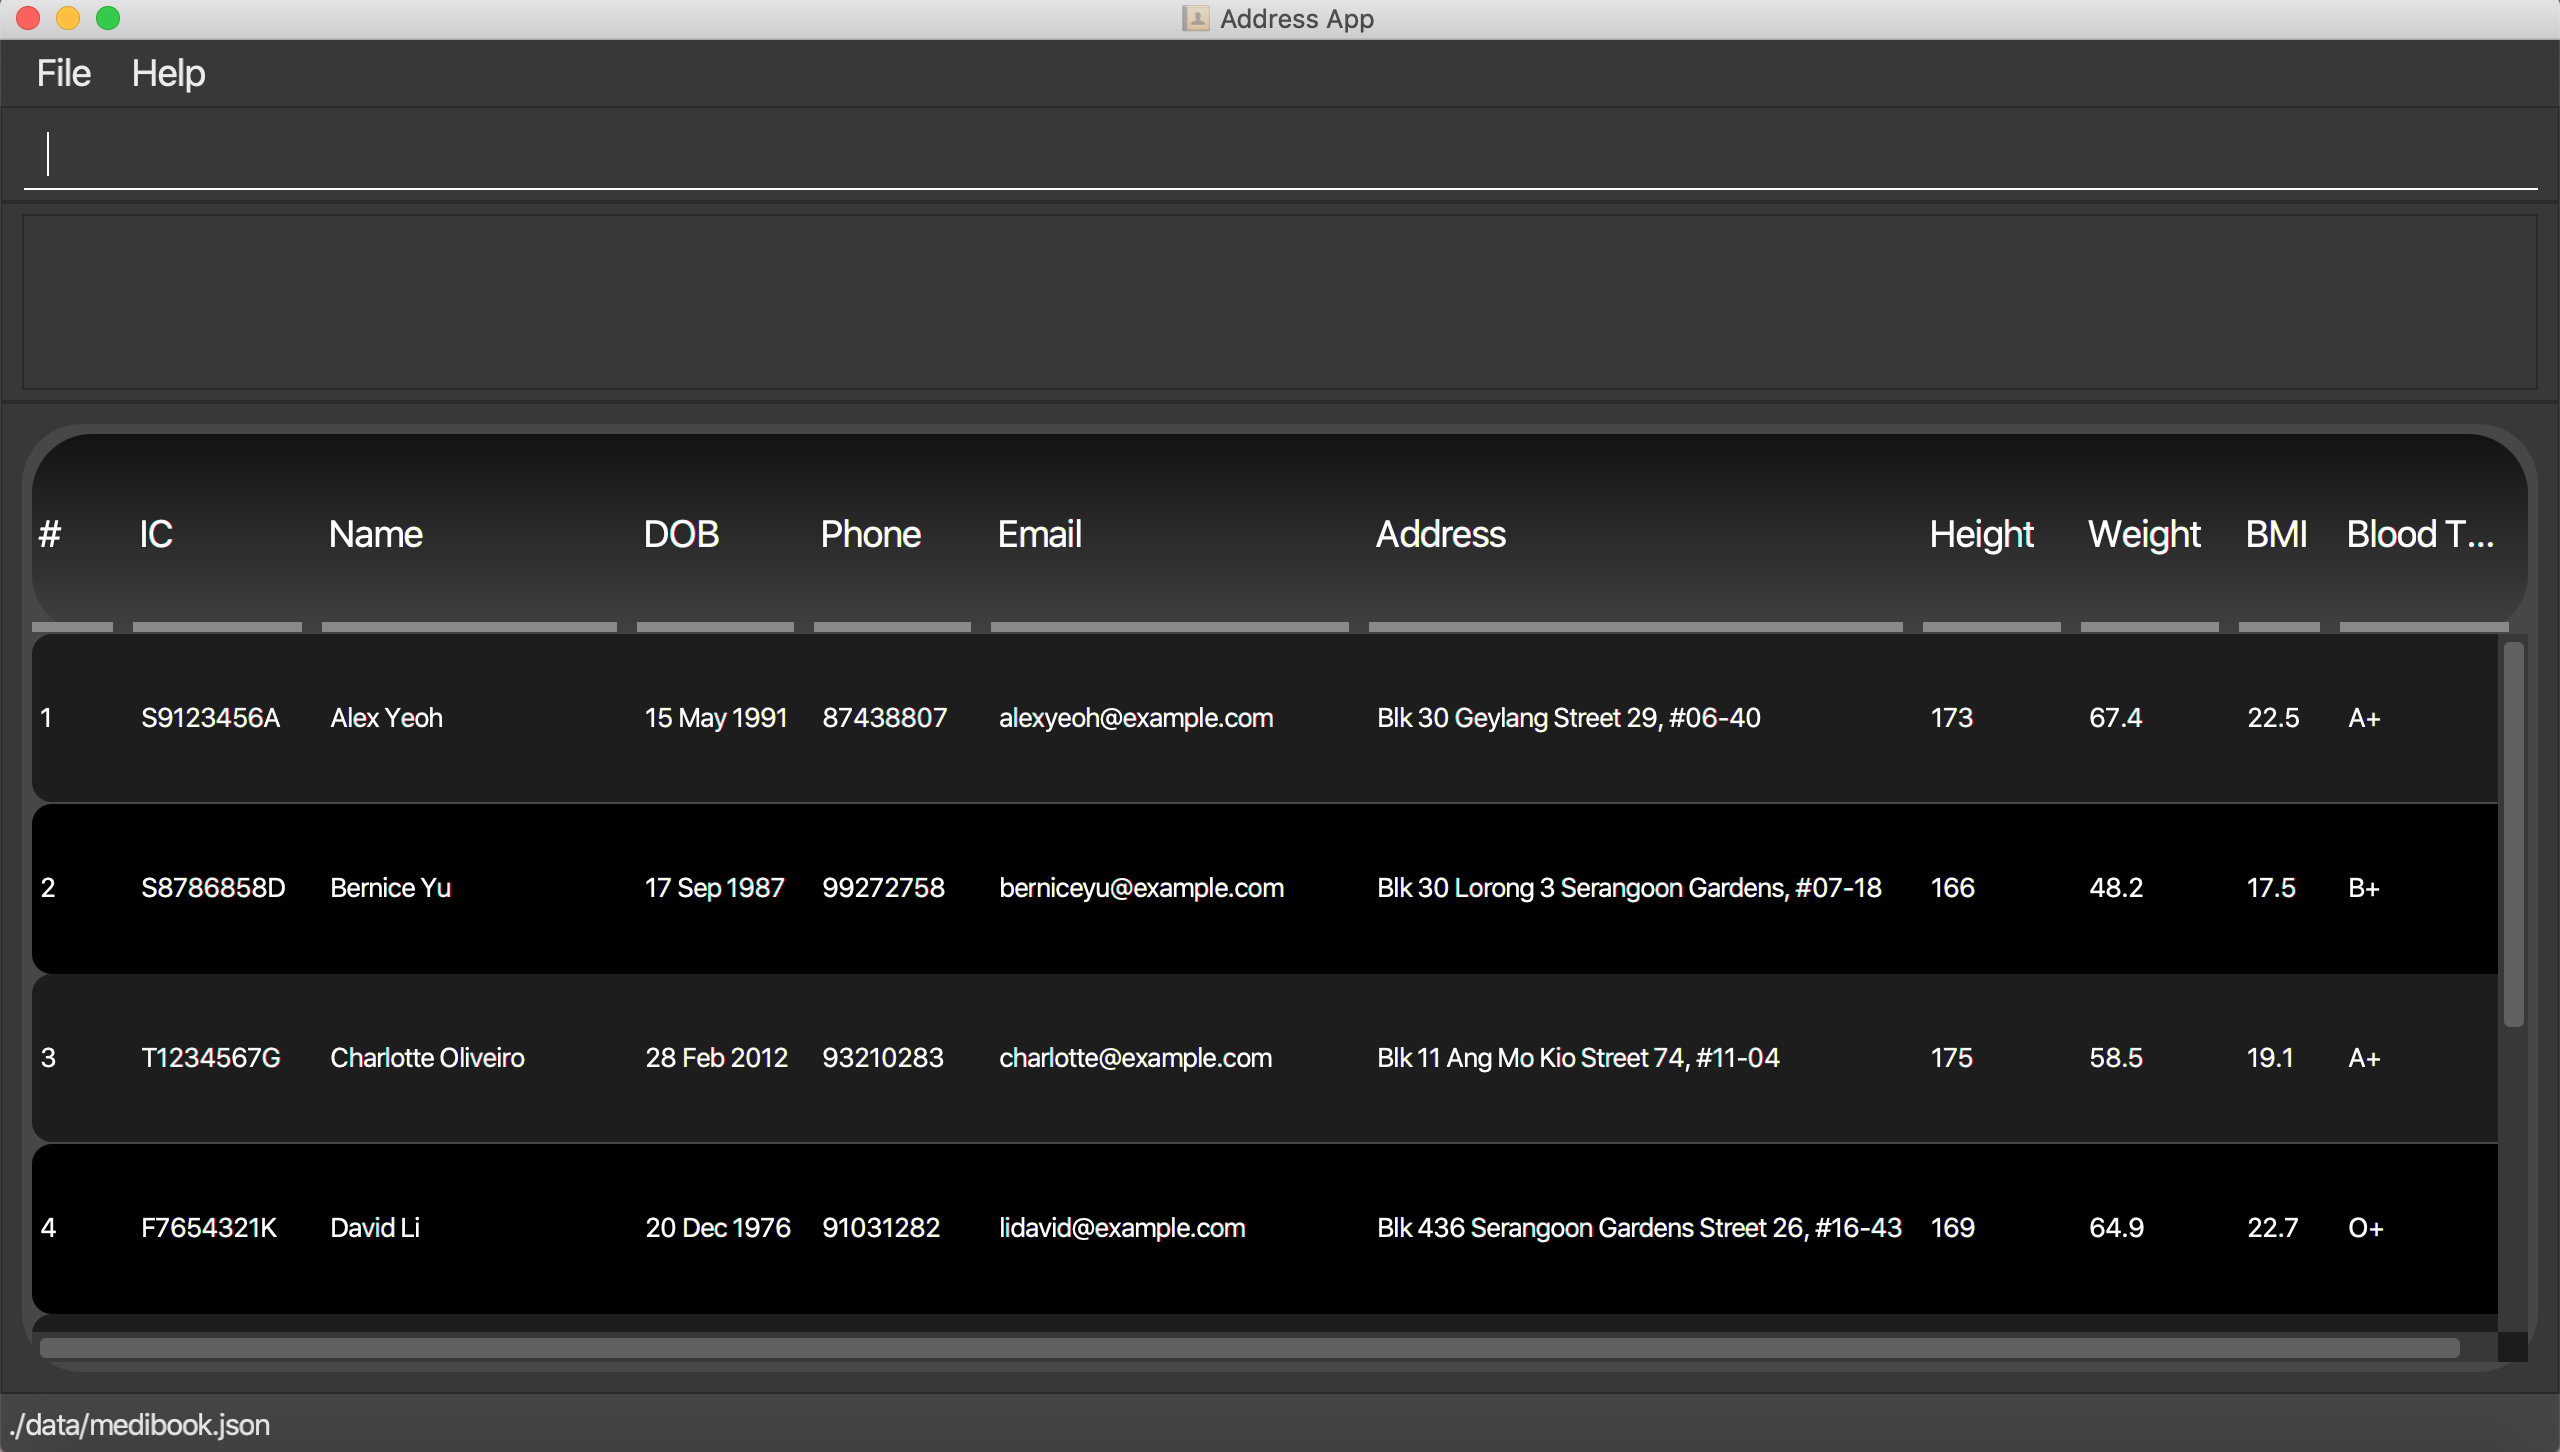 Address App
File Help
# IC Name DOB Phone Email Address Height Weight BMI Blood T...
1 S9123456A Alex Yeoh 15 May 1991 87438807 alexyeoh@example.com Blk 30 Geylang Street 29, #06-40 173 67.4 22.5 A+
2 S8786858D Bernice Yu 17 Sep 1987 99272758 berniceyu@example.com Blk 30 Lorong 3 Serangoon Gardens, #07-18 166 48.2 17.5 B+
3 T1234567G Charlotte Oliveiro 28 Feb 2012 93210283 charlotte@example.com Blk 11 Ang Mo Kio Street 74, #11-04 175 58.5 19.1 A+
4 F7654321K David Li 20 Dec 1976 91031282 lidavid@example.com Blk 436 Serangoon Gardens Street 26, #16-43 169 64.9 22.7 O+
./data/medibook.json